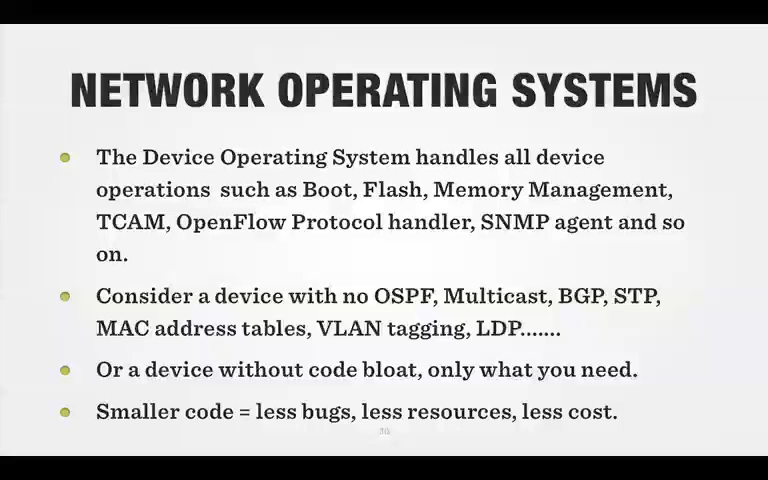 NETWORK OPERATING SYSTEMS
The Device Operating System handles all device
operations such as Boot, Flash, Memory Management,
TCAM, OpenFlow Protocol handler, SNMP agent and so
on.
Consider a device with no OSPF, Multicast, BGP, STP,
MAC address tables, VLAN tagging, LDP.......
Or a device without code bloat, only what you need.
Smaller code = less bugs, less resources, less cost.